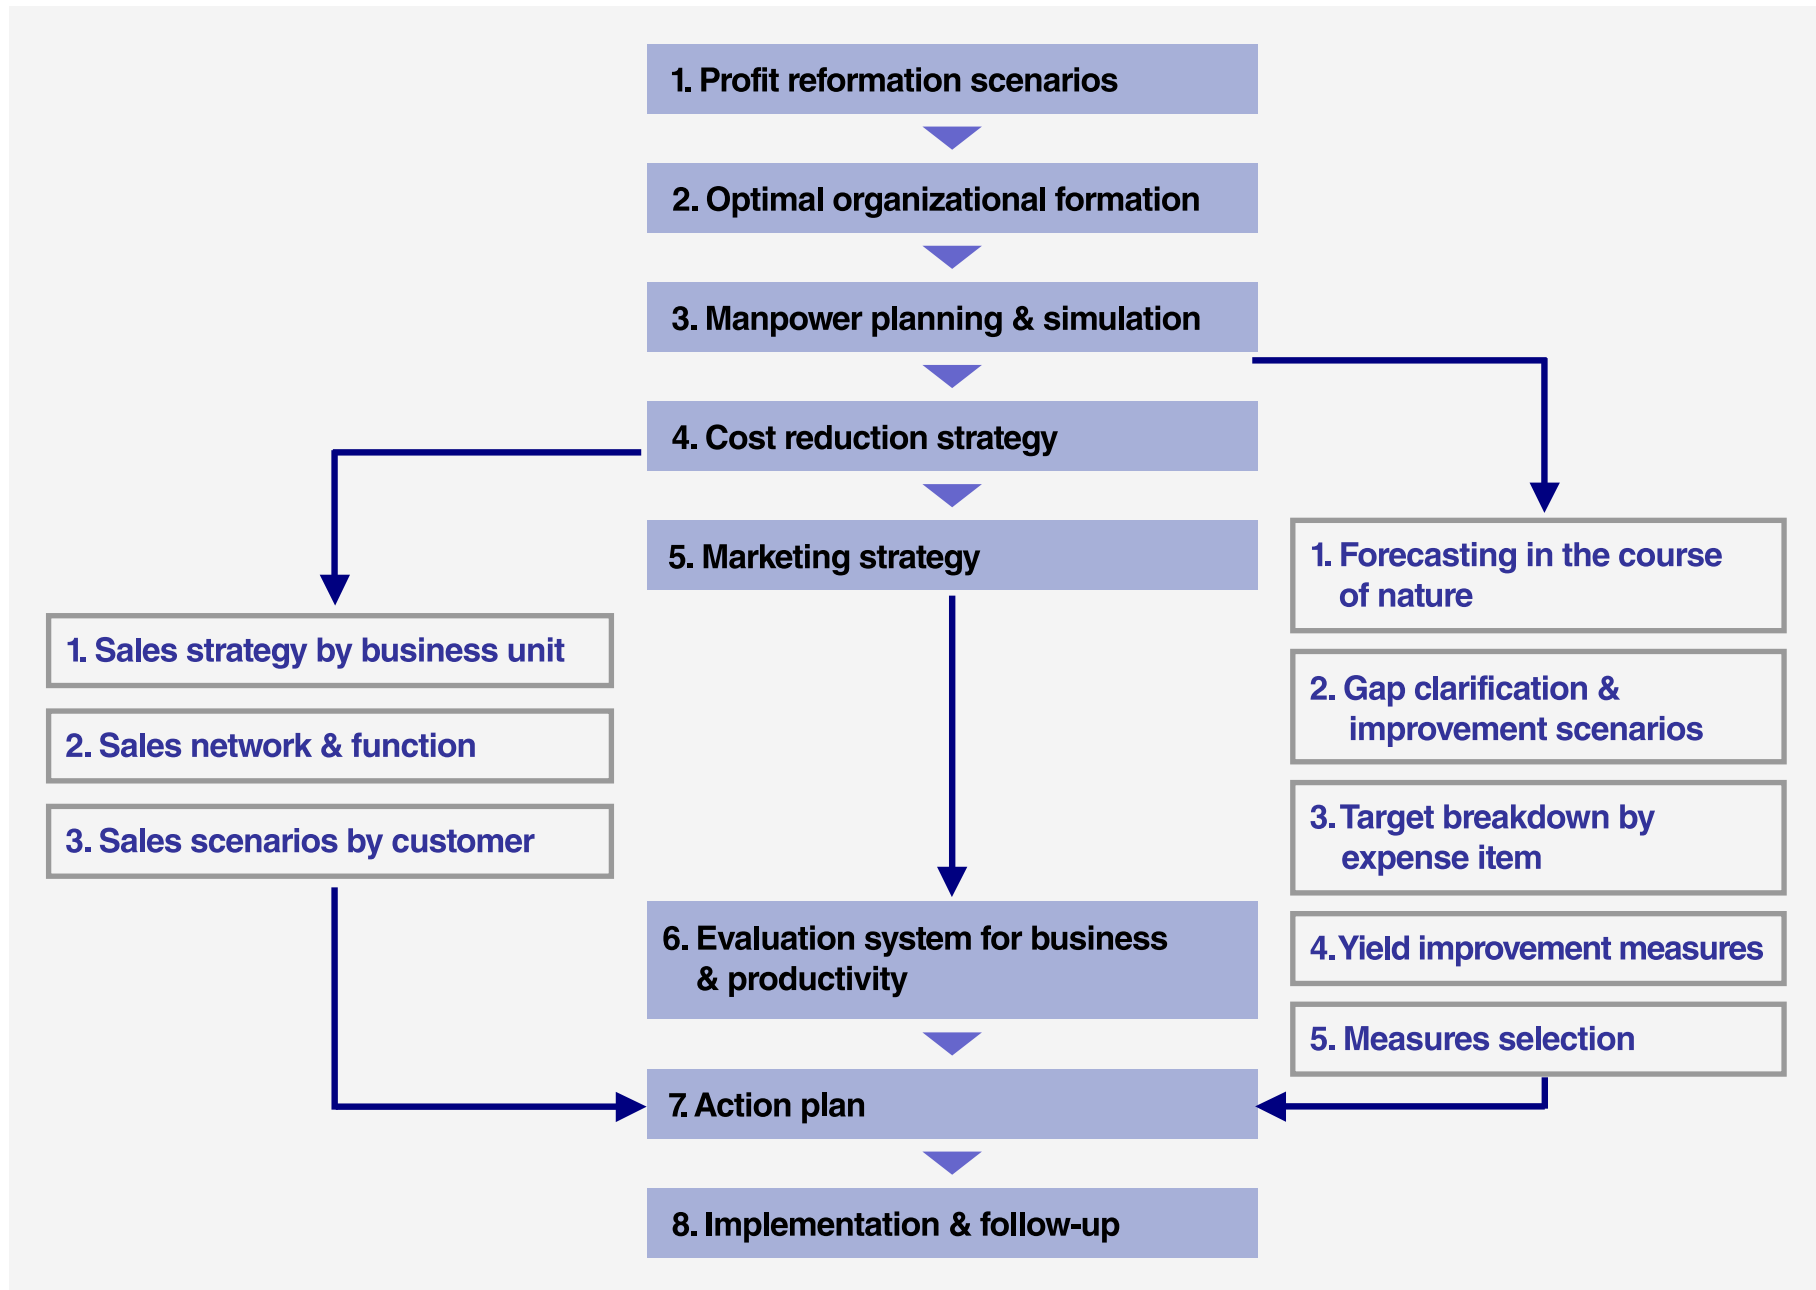 1. Profit reformation scenarios
2. Optimal organizational formation
3. Manpower planning & simulation
4. Cost reduction strategy
5. Marketing strategy
1. Sales strategy by business unit
2. Sales network & function
3. Sales scenarios by customer
1. Forecasting in the course
of nature
2. Gap clarification &
improvement scenarios
3. Target breakdown by
expense item
4. Yield improvement measures
5. Measures selection
6. Evaluation system for business
& productivity
7. Action plan
8. Implementation & follow-up